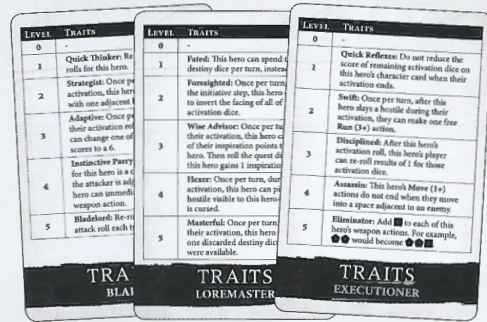 LEVEL TRAITS
0 -
1 Quick Thinker: Re
rolls for this hero.
2 Strategist: Once pe
activation, this her
with one adjacent
3 Adaptive: Once pe
their activation ro
can change one of
scores to a 6.
4 Instinctive Parry
for this hero is a c
the attacker is adj
hero can immedi
weapon action.
5 Bladelord: Re-ro
attack roll each t
TRA
BLA
LEVEL TRAITS
0 -
1 Fated: This hero can spend
destiny dice per turn, instea
2 Foresighted: Once per turn
the initiative step, this hero
to invert the facing of all of
activation dice.
3 Wise Advisor: Once per tu
their activation, this hero c
of their inspiration points t
hero. Then roll the quest di
this hero gains 1 inspiration
4 Hexer: Once per turn, dur
activation, this hero can pi
hostile visible to this hero
is cursed.
5 Masterful: Once per turn
their activation, this hero
one discarded destiny dic
were available.
TRAITS
LOREMASTER
LEVEL TRAITS
0 -
1 Quick Reflexes: Do not reduce the
score of remaining activation dice on
this hero's character card when their
activation ends.
2 Swift: Once per turn, after this
hero slays a hostile during their
activation, they can make one free
Run (3+) action.
3 Disciplined: After this hero's
activation roll, this hero's player
can re-roll results of 1 for those
activation dice.
4 Assassin: This hero's Move (1+)
actions do not end when they move
into a space adjacent to an enemy.
5 Eliminator: Add to each of this
hero's weapon actions. For example,
would become
TRAITS
EXECUTIONER